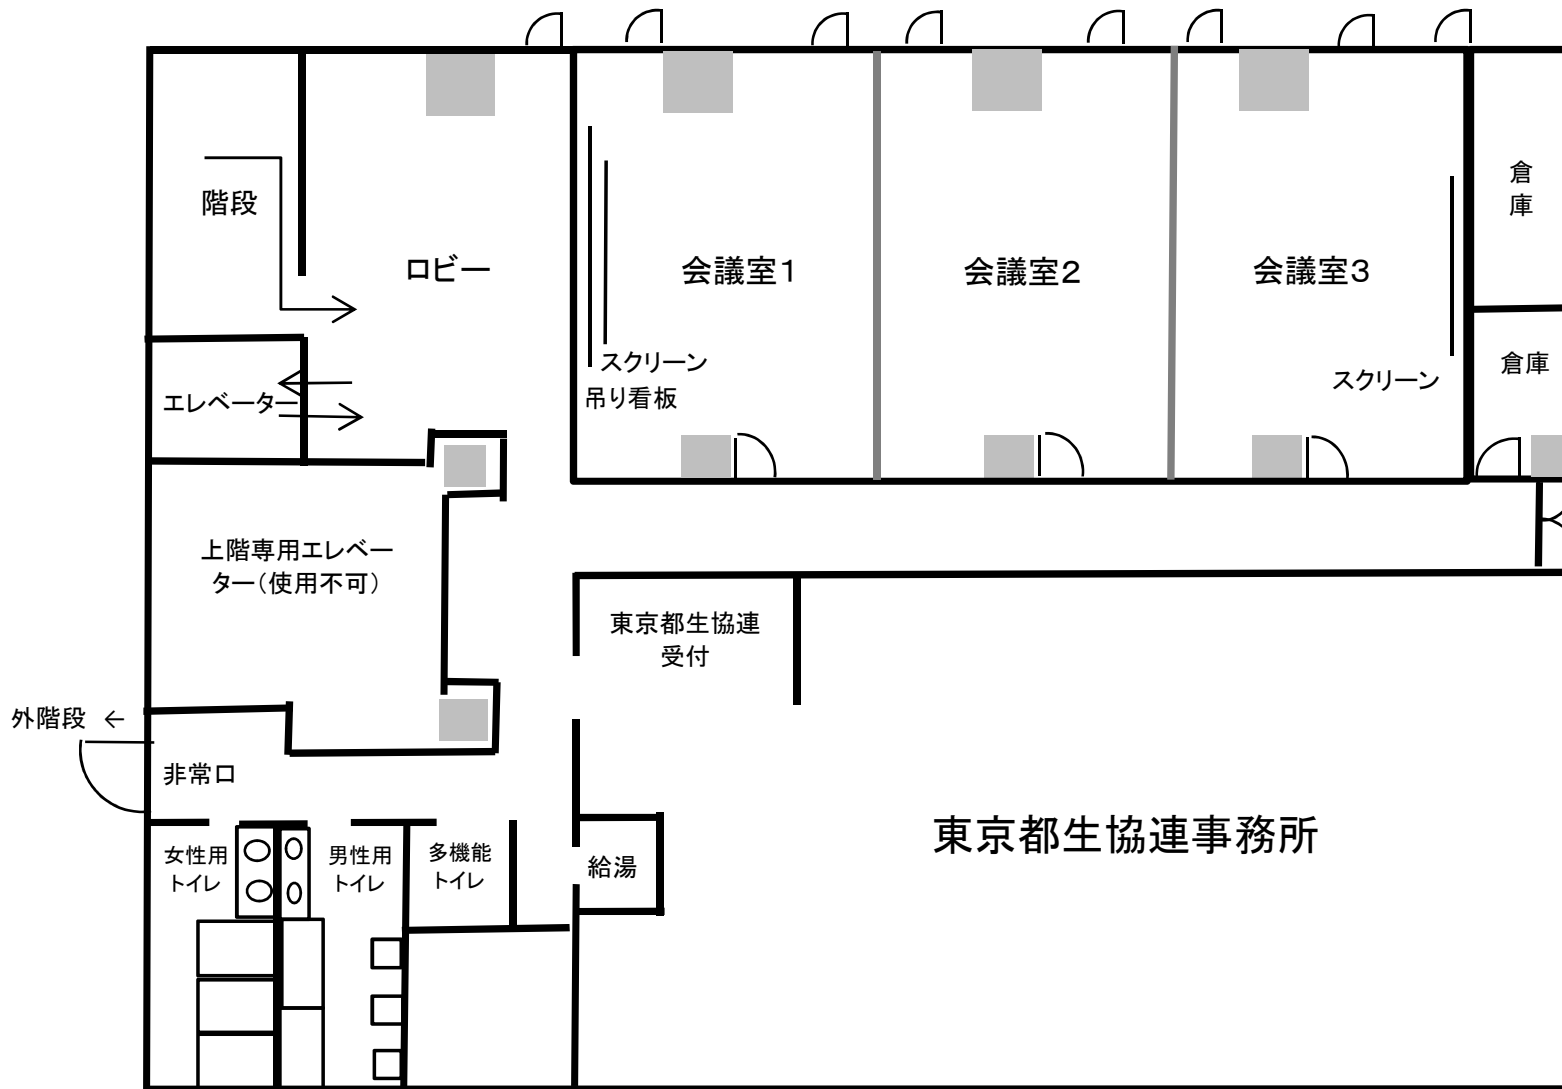 倉
庫
階段
ロビー
会議室1
会議室2
会議室3
スクリーン
吊り看板
スクリーン
倉庫
エレベーター
上階専用エレベー
ター(使用不可)
東京都生協連
受付
外階段 ←
非常口
女性用
トイレ
男性用
トイレ
多機能
トイレ
給湯
東京都生協連事務所